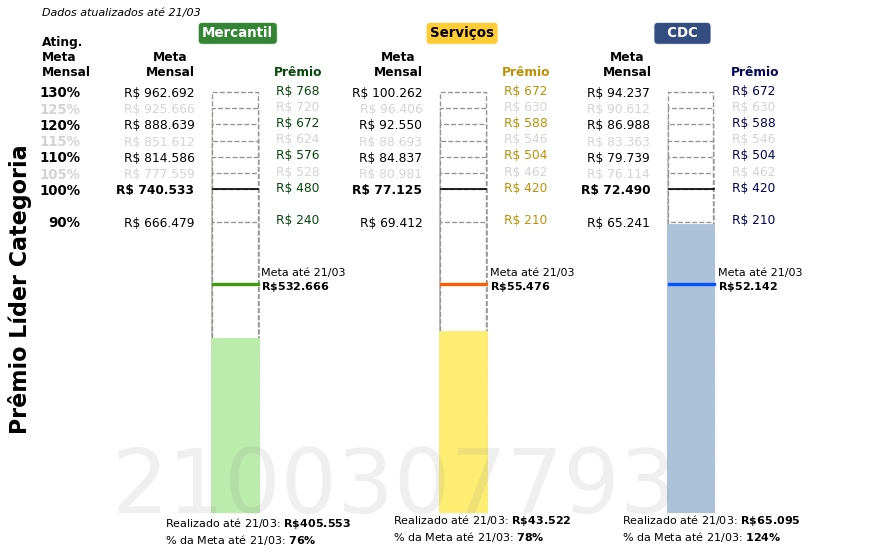 Dados atualizados até 21/03
Mercantil Serviços CDC
Ating. Meta Mensal Meta Mensal Prêmio Meta Mensal Prêmio Meta Mensal Prêmio
130% R$ 962.692 R$ 768 R$ 100.262 R$ 672 R$ 94.237 R$ 672
125% R$ 925.666 R$ 720 R$ 96.406 R$ 630 R$ 90.612 R$ 630
120% R$ 888.639 R$ 672 R$ 92.550 R$ 588 R$ 86.988 R$ 588
115% R$ 851.612 R$ 624 R$ 88.693 R$ 546 R$ 83.363 R$ 546
110% R$ 814.586 R$ 576 R$ 84.837 R$ 504 R$ 79.739 R$ 504
105% R$ 777.559 R$ 528 R$ 80.981 R$ 462 R$ 76.114 R$ 462
100% R$ 740.533 R$ 480 R$ 77.125 R$ 420 R$ 72.490 R$ 420
90% R$ 666.479 R$ 240 R$ 69.412 R$ 210 R$ 65.241 R$ 210
Meta até 21/03 Meta até 21/03 Meta até 21/03
R$532.666 R$55.476 R$52.142
Prêmio Líder Categoria
2100307793
Realizado até 21/03: R$405.553 Realizado até 21/03: R$43.522 Realizado até 21/03: R$65.095
% da Meta até 21/03: 76% % da Meta até 21/03: 78% % da Meta até 21/03: 124%